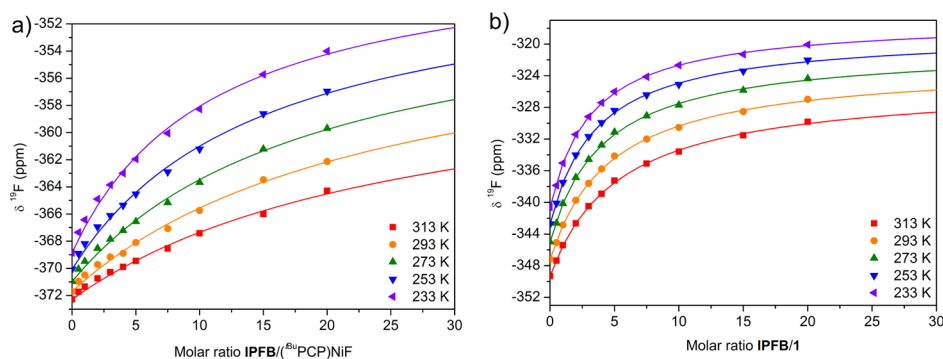 a)
-352
-354
-356
-358
-360
-362
-364
-366
-368
-370
-372
δ ¹⁹F (ppm)
313 K
293 K
273 K
253 K
233 K
0 5 10 15 20 25 30
Molar ratio IPFB/(ᵗᴮᵘPCP)NiF
b)
-320
-324
-328
-332
-336
-340
-344
-348
-352
δ ¹⁹F (ppm)
313 K
293 K
273 K
253 K
233 K
0 5 10 15 20 25 30
Molar ratio IPFB/1